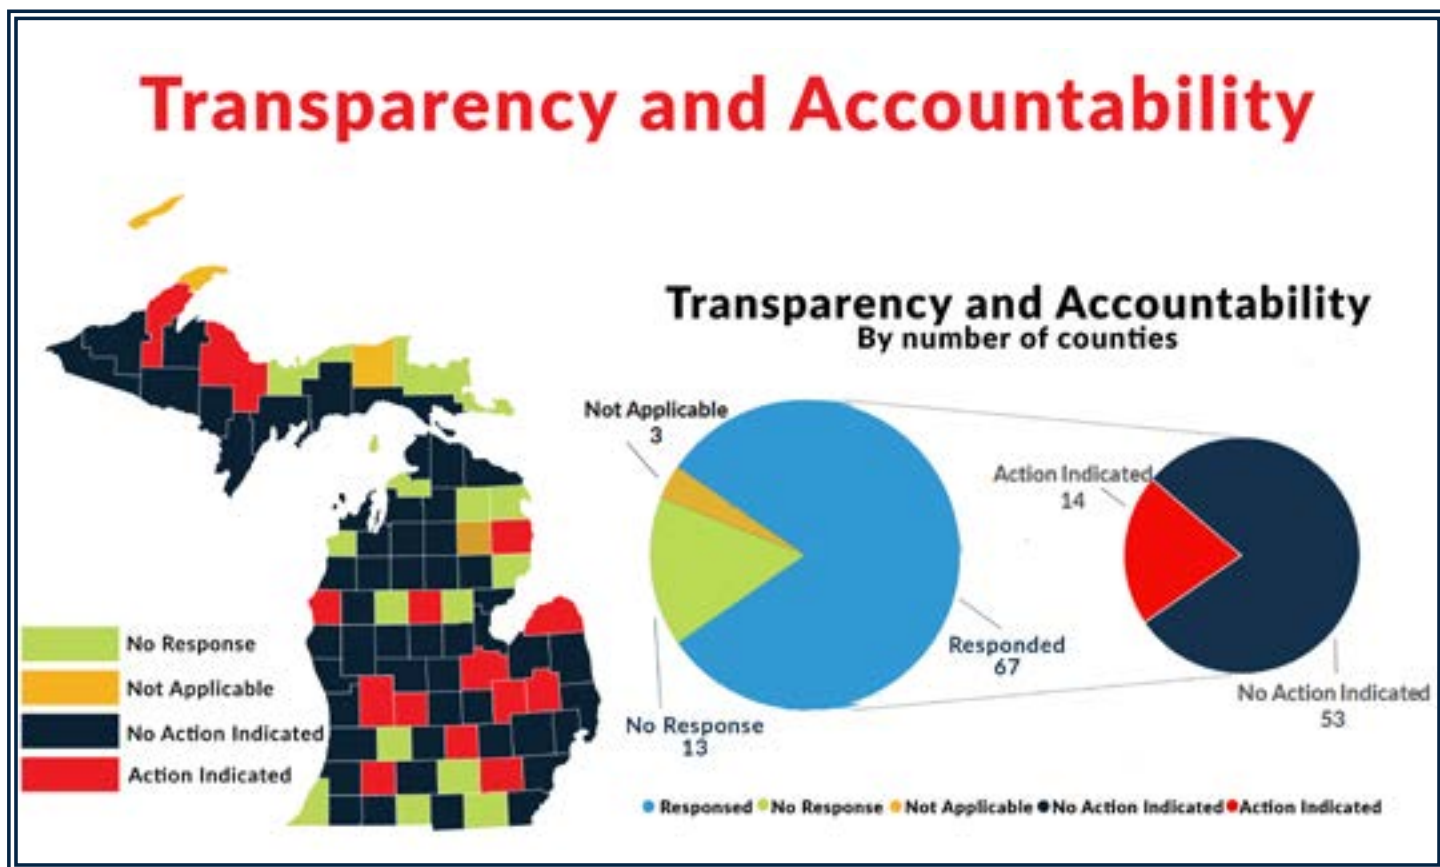 Transparency and Accountability
Transparency and Accountability
By number of counties
Not Applicable
3
Action Indicated
14
Responded
67
No Response
13
No Action Indicated
53
No Response
Not Applicable
No Action Indicated
Action Indicated
Responsed No Response Not Applicable No Action Indicated Action Indicated